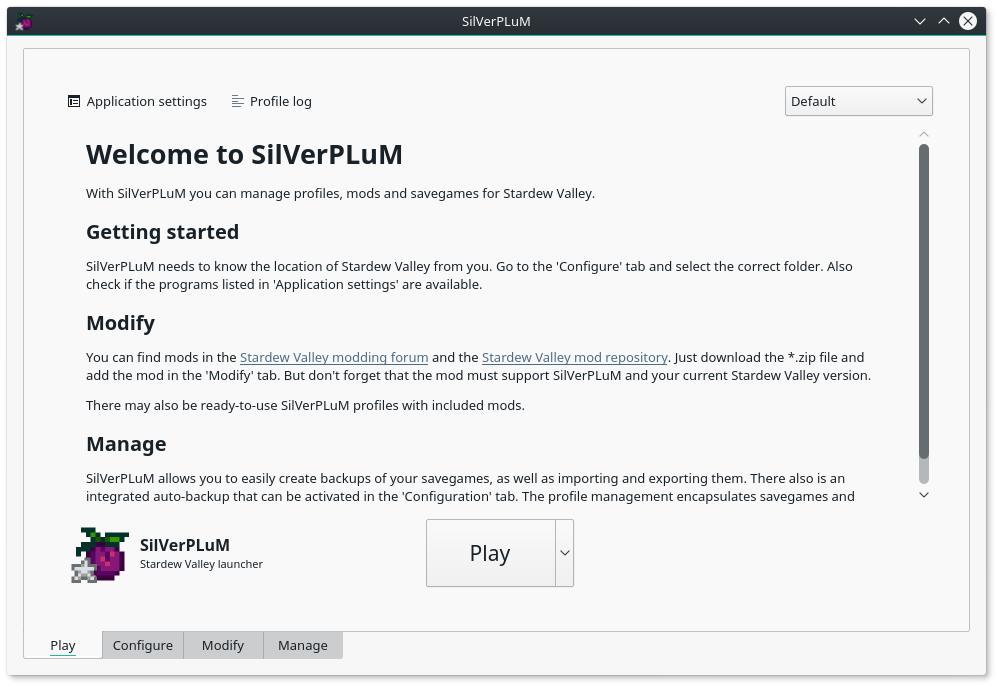 SilVerPLuM
Application settings
Profile log
Default
Welcome to SilVerPLuM
With SilVerPLuM you can manage profiles, mods and savegames for Stardew Valley.
Getting started
SilVerPLuM needs to know the location of Stardew Valley from you. Go to the 'Configure' tab and select the correct folder. Also
check if the programs listed in 'Application settings' are available.
Modify
You can find mods in the Stardew Valley modding forum and the Stardew Valley mod repository. Just download the *.zip file and
add the mod in the 'Modify' tab. But don't forget that the mod must support SilVerPLuM and your current Stardew Valley version.
There may also be ready-to-use SilVerPLuM profiles with included mods.
Manage
SilVerPLuM allows you to easily create backups of your savegames, as well as importing and exporting them. There also is an
integrated auto-backup that can be activated in the 'Configuration' tab. The profile management encapsulates savegames and
SilVerPLuM
Stardew Valley launcher
Play
Play
Configure
Modify
Manage